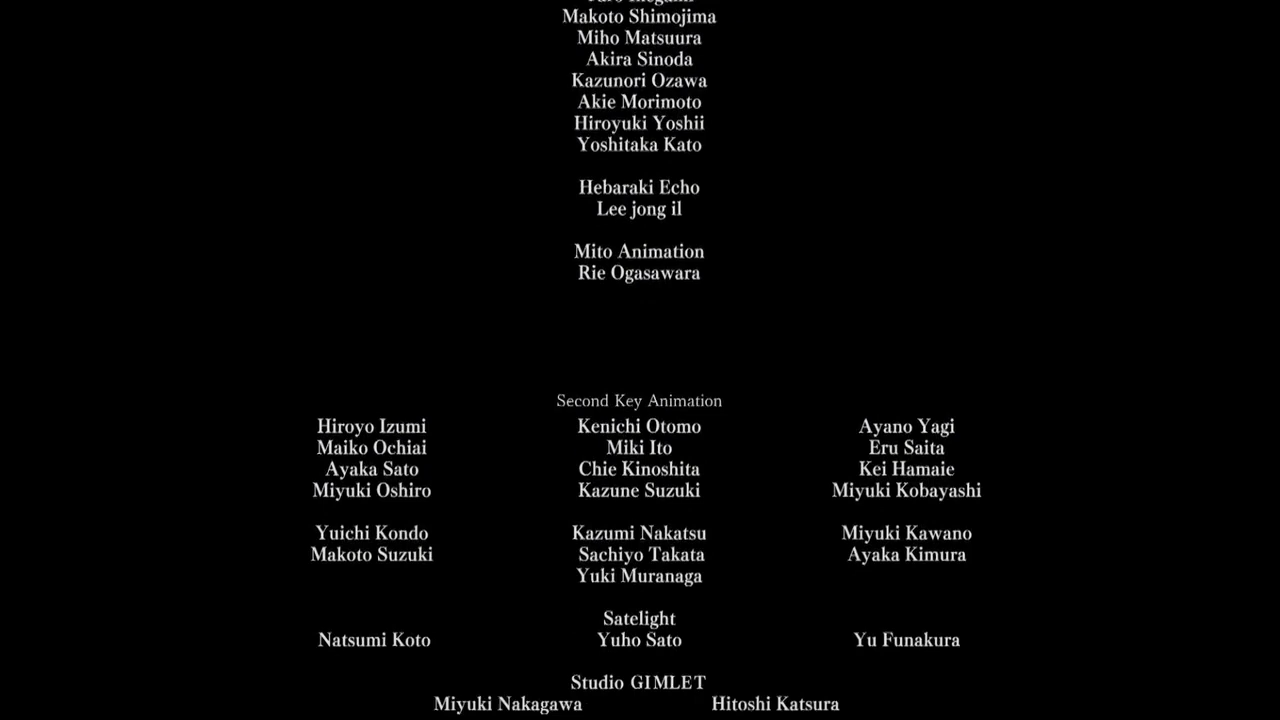 Makoto Shimojima
Miho Matsuura
Akira Sinoda
Kazunori Ozawa
Akie Morimoto
Hiroyuki Yoshii
Yoshitaka Kato
Hebaraki Echo
Lee jong il
Mito Animation
Rie Ogasawara
Second Key Animation
Hiroyo Izumi Kenichi Otomo Ayano Yagi
Maiko Ochiai Miki Ito Eru Saita
Ayaka Sato Chie Kinoshita Kei Hamaie
Miyuki Oshiro Kazune Suzuki Miyuki Kobayashi
Yuichi Kondo Kazumi Nakatsu Miyuki Kawano
Makoto Suzuki Sachiyo Takata Ayaka Kimura
Yuki Muranaga
Satelight
Natsumi Koto Yuho Sato Yu Funakura
Studio GIMLET
Miyuki Nakagawa Hitoshi Katsura